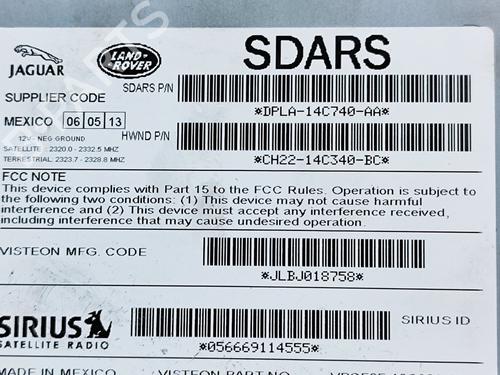 SDARS
JAGUAR
LAND ROVER
SUPPLIER CODE
SDARS P/N
*DPLA-14C740-AA*
MEXICO 06 05 13
12V- NEG GROUND
HWND P/N
SATELLITE : 2320.0 - 2332.5 MHZ
TERRESTRIAL: 2323.7 - 2328.8 MHZ
*CH22-14C340-BC*
FCC NOTE
This device complies with Part 15 to the FCC Rules. Operation is subject to
the following two conditions: (1) This device may not cause harmful
interference and (2) This device must accept any interference received,
including interference that may cause undesired operation.
VISTEON MFG. CODE
*JLBJ018758*
SIRIUS
SATELLITE RADIO
SIRIUS ID
*056669114555*
MADE IN MEXICO
VISTEON PART NO